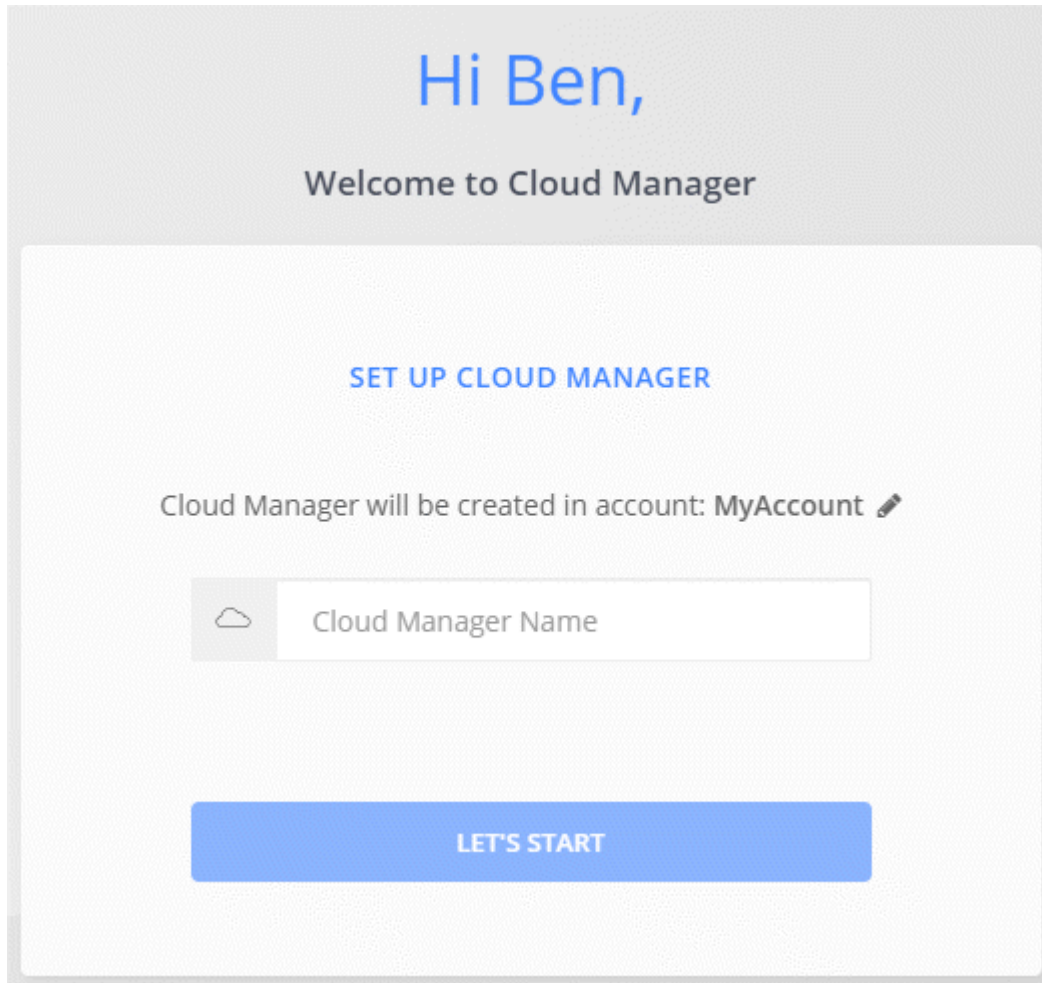 Hi Ben,
Welcome to Cloud Manager
SET UP CLOUD MANAGER
Cloud Manager will be created in account: MyAccount
Cloud Manager Name
LET'S START